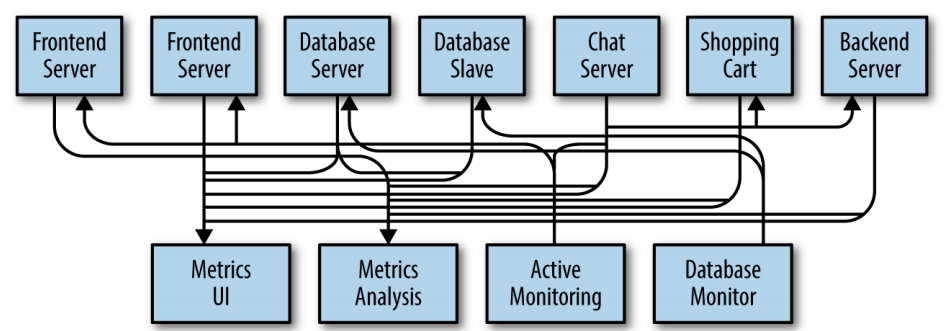 Frontend
Server
Frontend
Server
Database
Server
Database
Slave
Chat
Server
Shopping
Cart
Backend
Server
Metrics
UI
Metrics
Analysis
Active
Monitoring
Database
Monitor